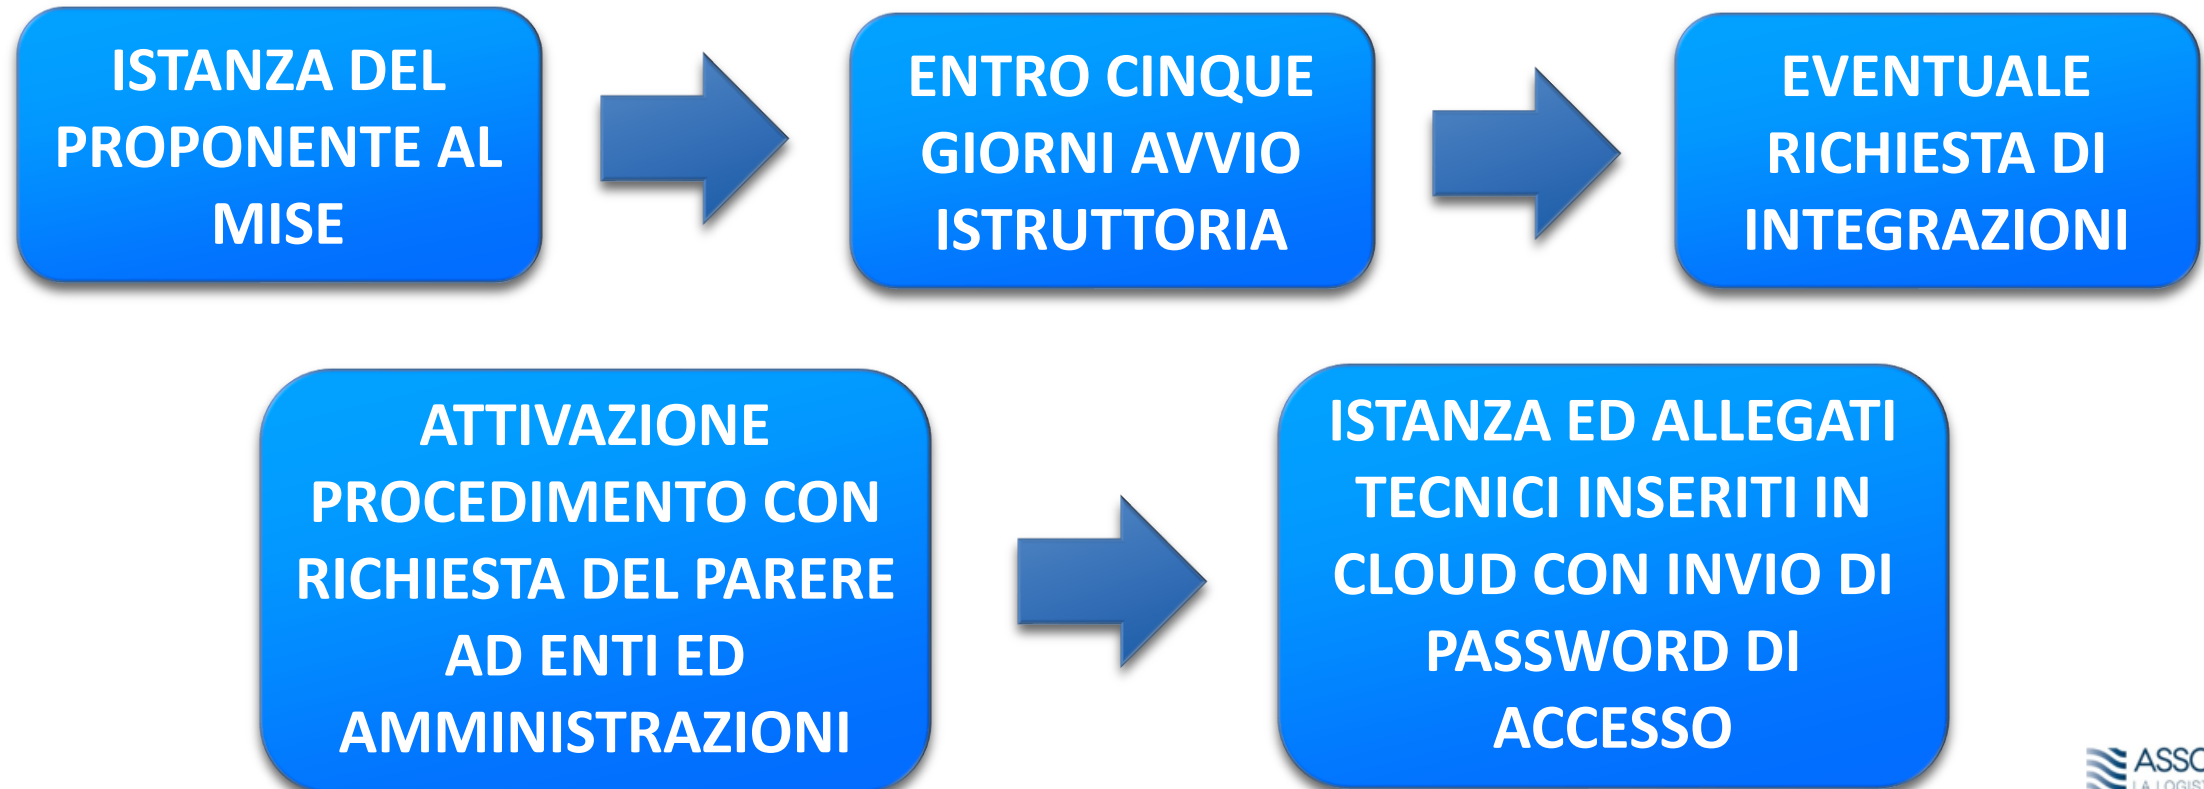 ISTANZA DEL
PROPONENTE AL
MISE
ENTRO CINQUE
GIORNI AVVIO
ISTRUTTORIA
EVENTUALE
RICHIESTA DI
INTEGRAZIONI
ATTIVAZIONE
PROCEDIMENTO CON
RICHIESTA DEL PARERE
AD ENTI ED
AMMINISTRAZIONI
ISTANZA ED ALLEGATI
TECNICI INSERITI IN
CLOUD CON INVIO DI
PASSWORD DI
ACCESSO